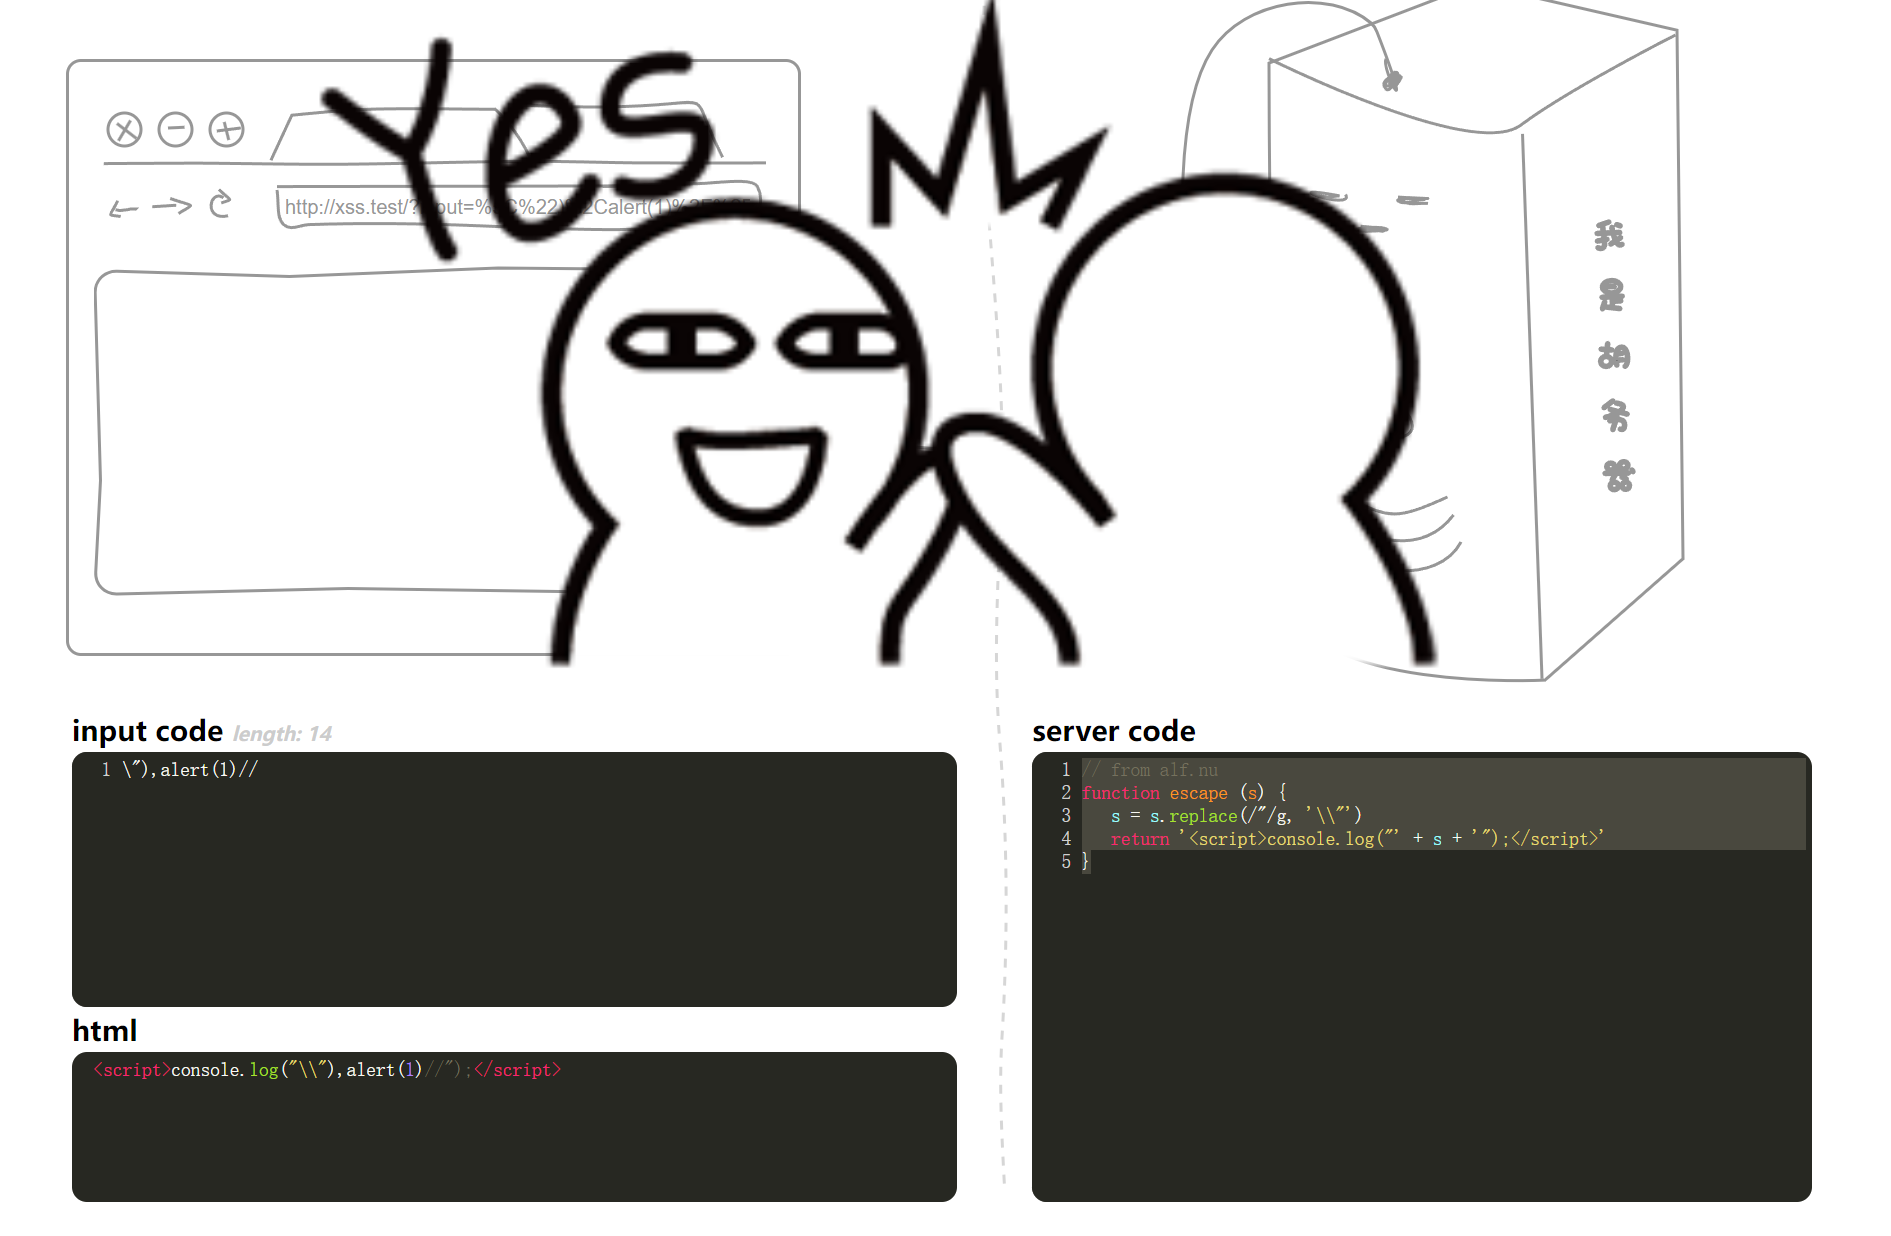 Yes
http://xss.test/?
put=%
C%22)
2Calert(1)%2F%2F
我
是
胡
务
器
input code length: 14
1 \"),alert(1)//
html
<script>console.log("\\"),alert(1)//");</script>
server code
1 // from alf.nu
2 function escape (s) {
3 s = s.replace(/"/g, '\\"')
4 return '<script>console.log("' + s + '");</script>'
5 }